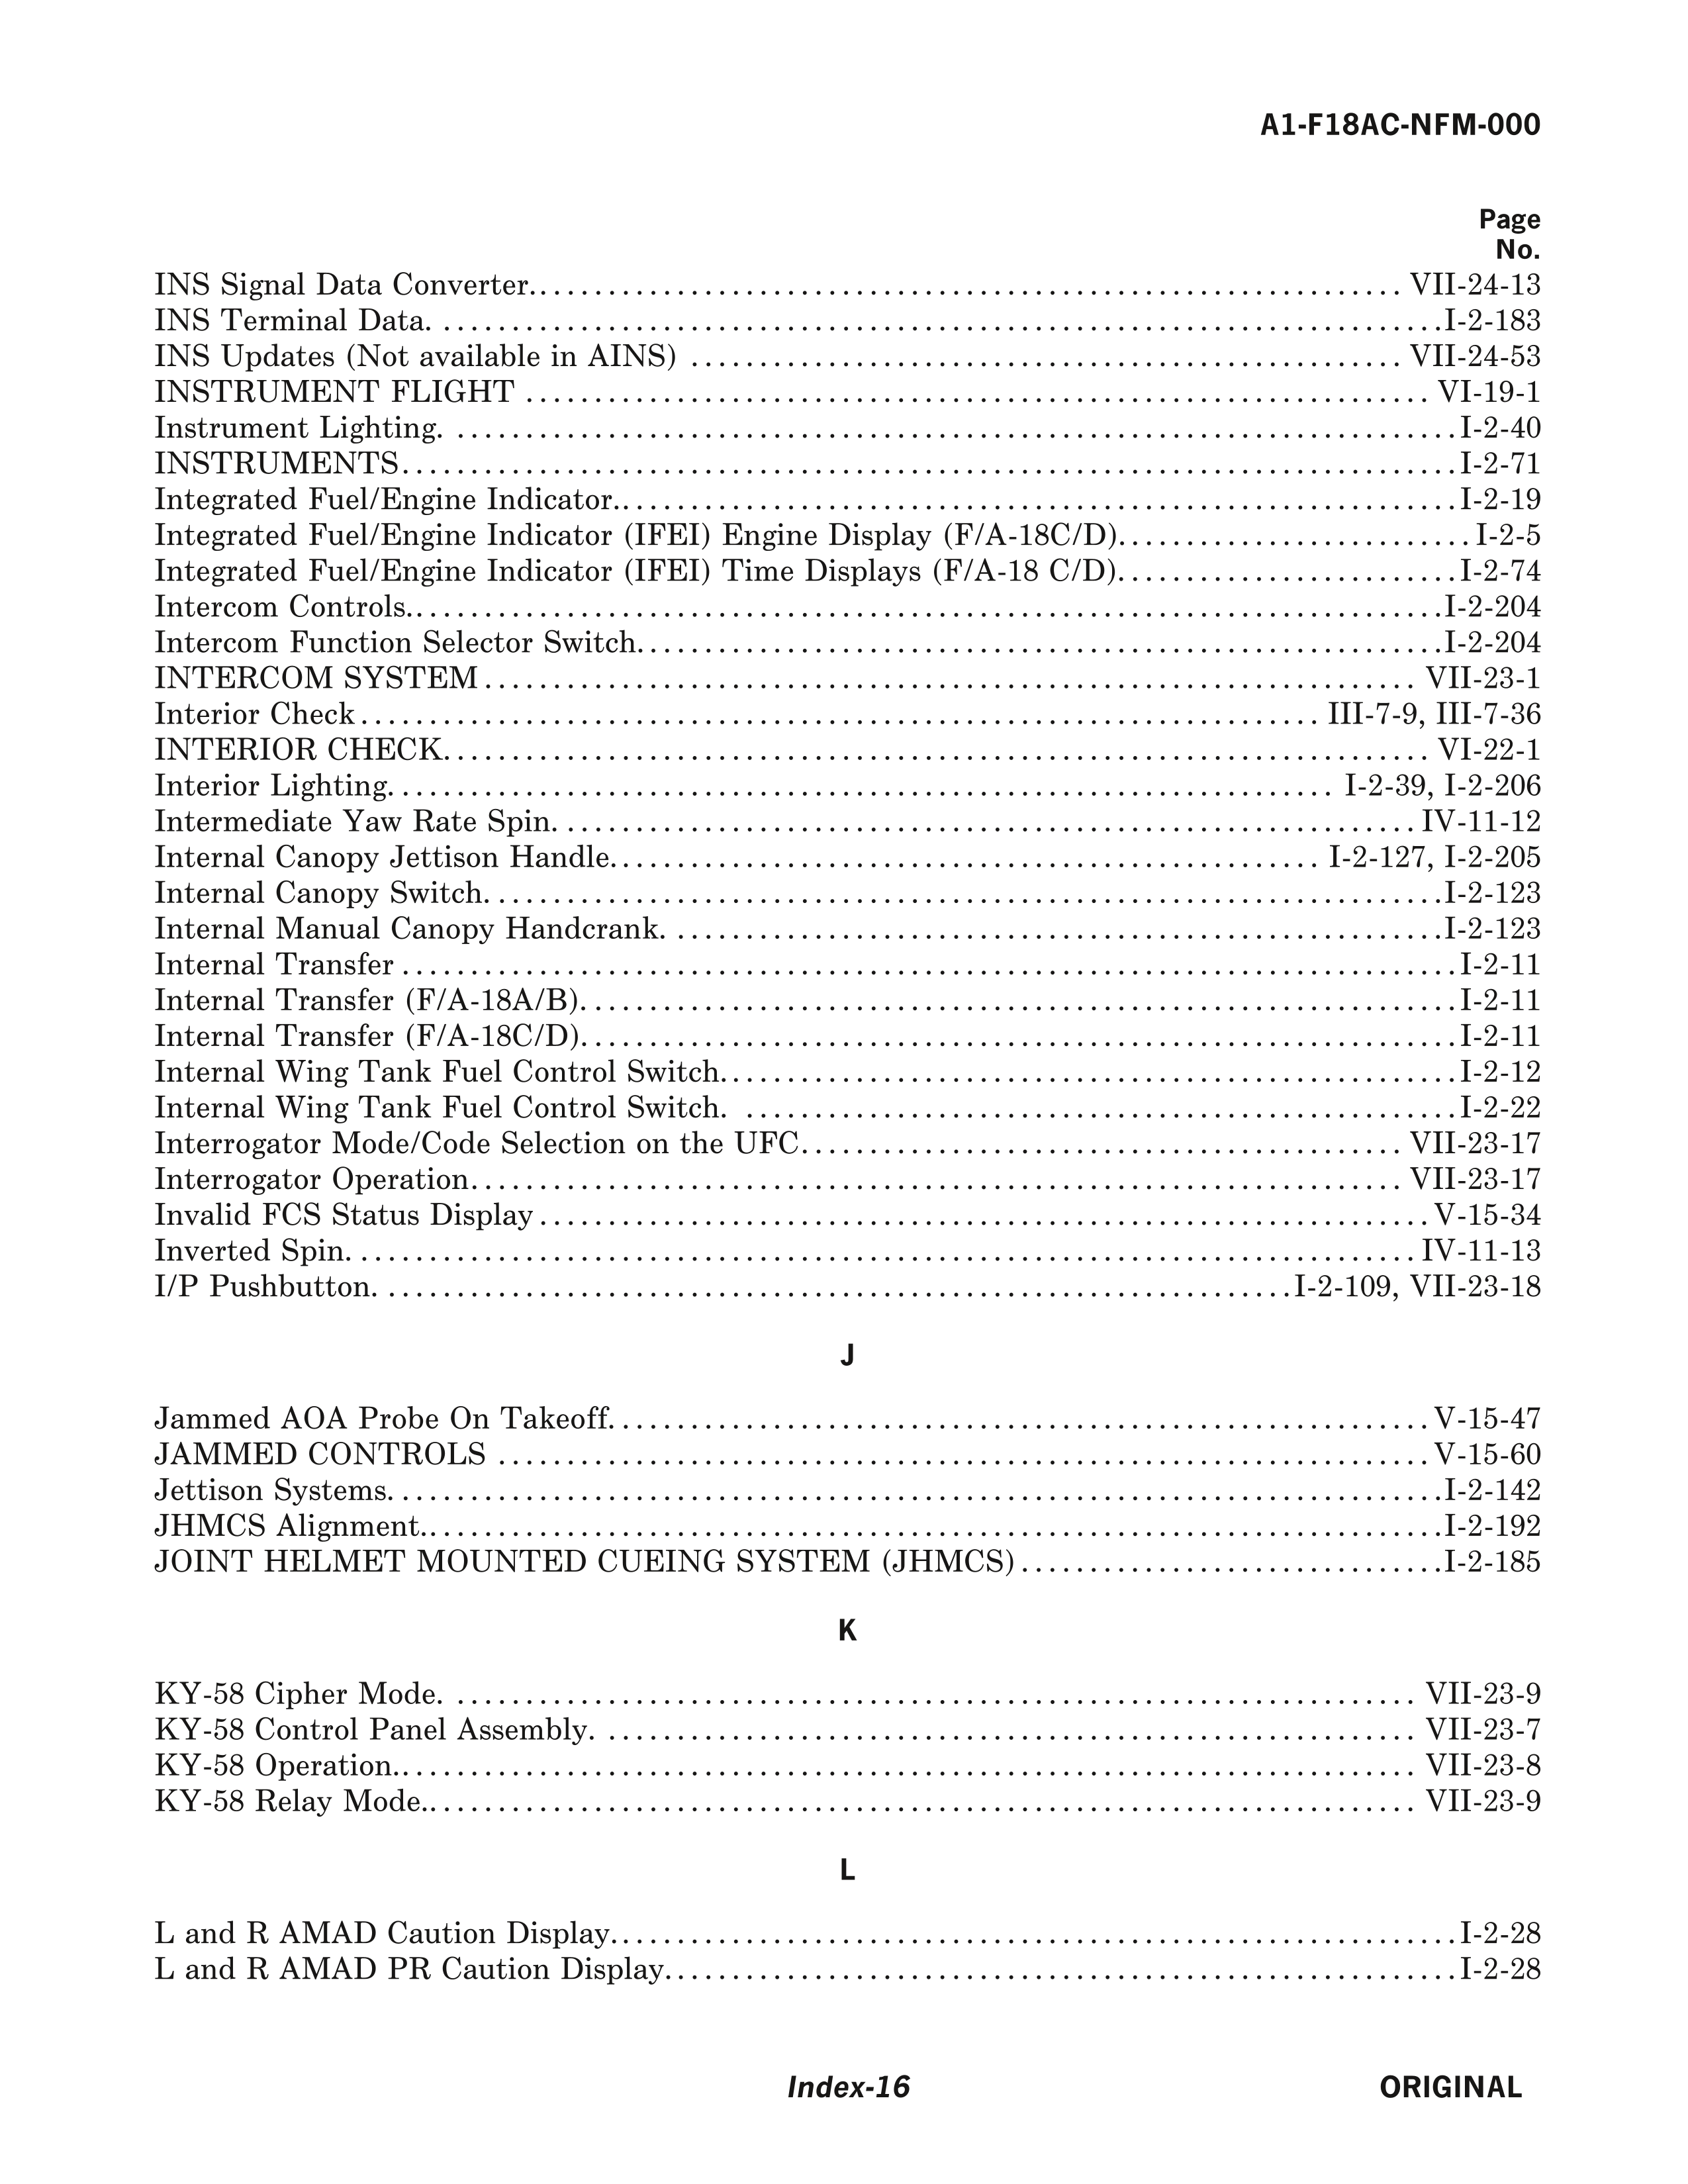 A1-F18AC-NFM-000
Page
No.
INS Signal Data Converter. . . . . . . . . . . . . . . . . . . . VII-24-13
INS Terminal Data. . . . . . . . . . . . . . . . . . . . I-2-183
INS Updates (Not available in AINS) . . . . . . . . . . . . . . . . . . . . VII-24-53
INSTRUMENT FLIGHT . . . . . . . . . . . . . . . . . . . . VI-19-1
Instrument Lighting. . . . . . . . . . . . . . . . . . . . I-2-40
INSTRUMENTS . . . . . . . . . . . . . . . . . . . . I-2-71
Integrated Fuel/Engine Indicator. . . . . . . . . . . . . . . . . . . . I-2-19
Integrated Fuel/Engine Indicator (IFEI) Engine Display (F/A-18C/D). . . . . . . . . . . . . . . . . . . . I-2-5
Integrated Fuel/Engine Indicator (IFEI) Time Displays (F/A-18 C/D). . . . . . . . . . . . . . . . . . . . I-2-74
Intercom Controls. . . . . . . . . . . . . . . . . . . . I-2-204
Intercom Function Selector Switch. . . . . . . . . . . . . . . . . . . . I-2-204
INTERCOM SYSTEM . . . . . . . . . . . . . . . . . . . . VII-23-1
Interior Check . . . . . . . . . . . . . . . . . . . . III-7-9, III-7-36
INTERIOR CHECK. . . . . . . . . . . . . . . . . . . . VI-22-1
Interior Lighting. . . . . . . . . . . . . . . . . . . . I-2-39, I-2-206
Intermediate Yaw Rate Spin. . . . . . . . . . . . . . . . . . . . IV-11-12
Internal Canopy Jettison Handle. . . . . . . . . . . . . . . . . . . . I-2-127, I-2-205
Internal Canopy Switch. . . . . . . . . . . . . . . . . . . . I-2-123
Internal Manual Canopy Handcrank. . . . . . . . . . . . . . . . . . . . I-2-123
Internal Transfer . . . . . . . . . . . . . . . . . . . . I-2-11
Internal Transfer (F/A-18A/B). . . . . . . . . . . . . . . . . . . . I-2-11
Internal Transfer (F/A-18C/D). . . . . . . . . . . . . . . . . . . . I-2-11
Internal Wing Tank Fuel Control Switch. . . . . . . . . . . . . . . . . . . . I-2-12
Internal Wing Tank Fuel Control Switch. . . . . . . . . . . . . . . . . . . . I-2-22
Interrogator Mode/Code Selection on the UFC. . . . . . . . . . . . . . . . . . . . VII-23-17
Interrogator Operation. . . . . . . . . . . . . . . . . . . . VII-23-17
Invalid FCS Status Display . . . . . . . . . . . . . . . . . . . . V-15-34
Inverted Spin. . . . . . . . . . . . . . . . . . . . IV-11-13
I/P Pushbutton. . . . . . . . . . . . . . . . . . . . I-2-109, VII-23-18
J
Jammed AOA Probe On Takeoff. . . . . . . . . . . . . . . . . . . . V-15-47
JAMMED CONTROLS . . . . . . . . . . . . . . . . . . . . V-15-60
Jettison Systems. . . . . . . . . . . . . . . . . . . . I-2-142
JHMCS Alignment. . . . . . . . . . . . . . . . . . . . I-2-192
JOINT HELMET MOUNTED CUEING SYSTEM (JHMCS) . . . . . . . . . . . . . . . . . . . . I-2-185
K
KY-58 Cipher Mode. . . . . . . . . . . . . . . . . . . . VII-23-9
KY-58 Control Panel Assembly. . . . . . . . . . . . . . . . . . . . VII-23-7
KY-58 Operation. . . . . . . . . . . . . . . . . . . . VII-23-8
KY-58 Relay Mode. . . . . . . . . . . . . . . . . . . . VII-23-9
L
L and R AMAD Caution Display. . . . . . . . . . . . . . . . . . . . I-2-28
L and R AMAD PR Caution Display. . . . . . . . . . . . . . . . . . . . I-2-28
Index-16 ORIGINAL